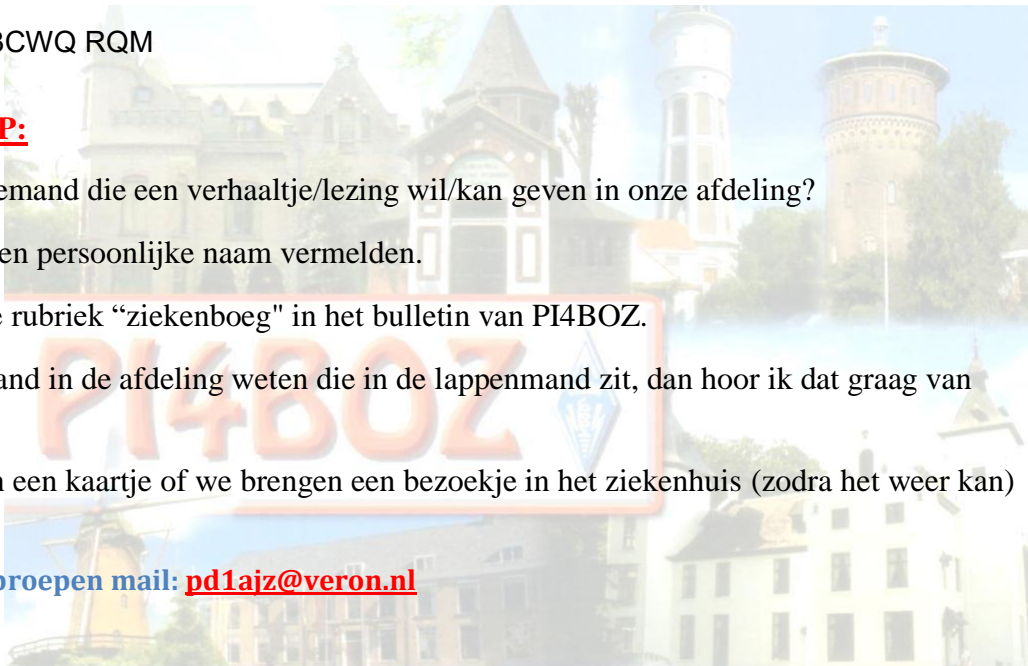 BCWQ RQM
P:
emand die een verhaaltje/lezing wil/kan geven in onze afdeling?
en persoonlijke naam vermelden.
e rubriek “ziekenboeg" in het bulletin van PI4BOZ.
and in de afdeling weten die in de lappenmand zit, dan hoor ik dat graag van
PI4BOZ
n een kaartje of we brengen een bezoekje in het ziekenhuis (zodra het weer kan)
proepen mail: pd1ajz@veron.nl